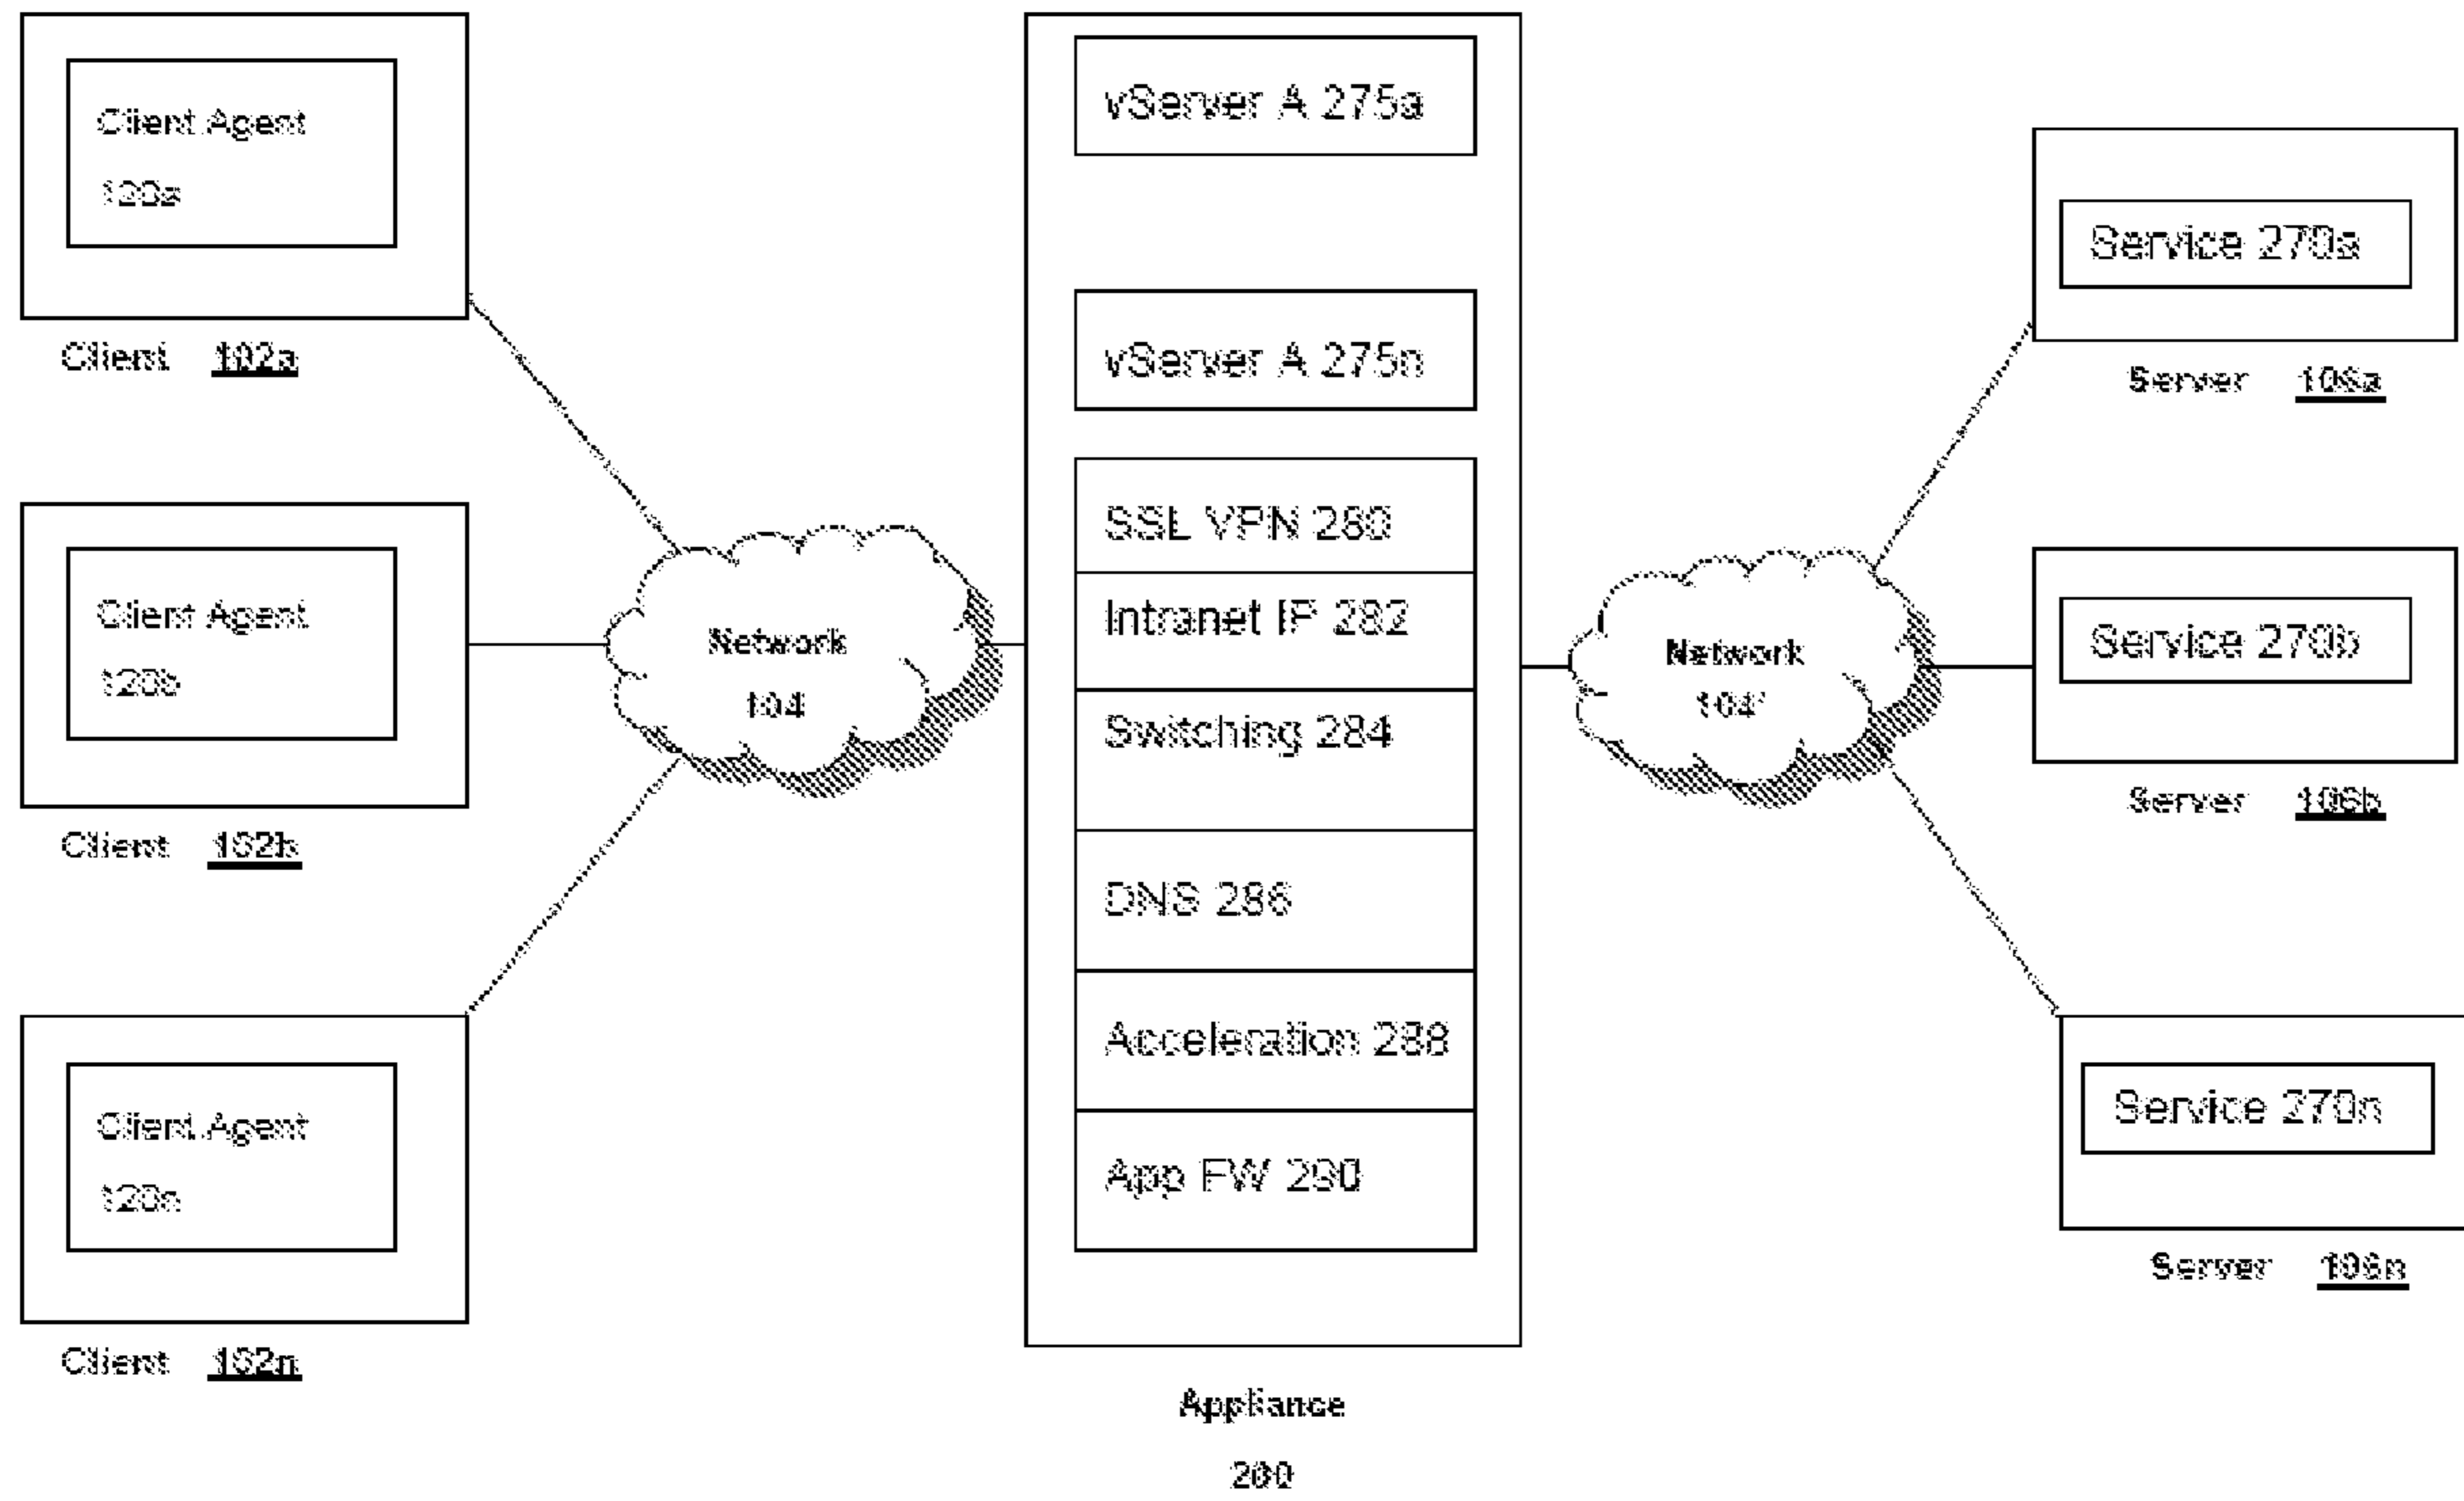 Client Agent
120a
Client 102a
Client Agent
120b
Client 102b
Client Agent
120n
Client 102n
Network
104
vServer A 275a
vServer A 275n
SSL VPN 280
Intranet IP 282
Switching 284
DNS 286
Acceleration 288
App FW 290
Appliance
200
Network
104'
Service 270a
Server 106a
Service 270b
Server 106b
Service 270n
Server 106n